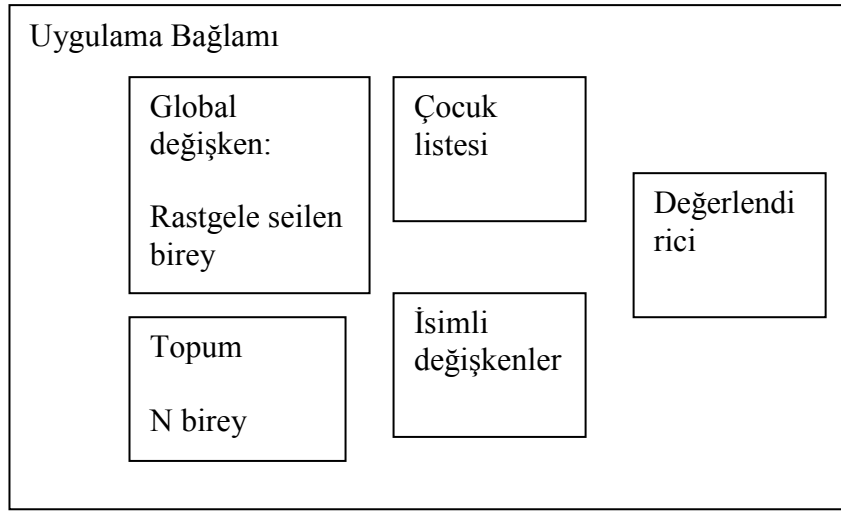 Uygulama Bağlamı
Global
değişken:
Rastgele seilen
birey
Çocuk
listesi
Değerlendi
rici
Topum
N birey
İsimli
değişkenler